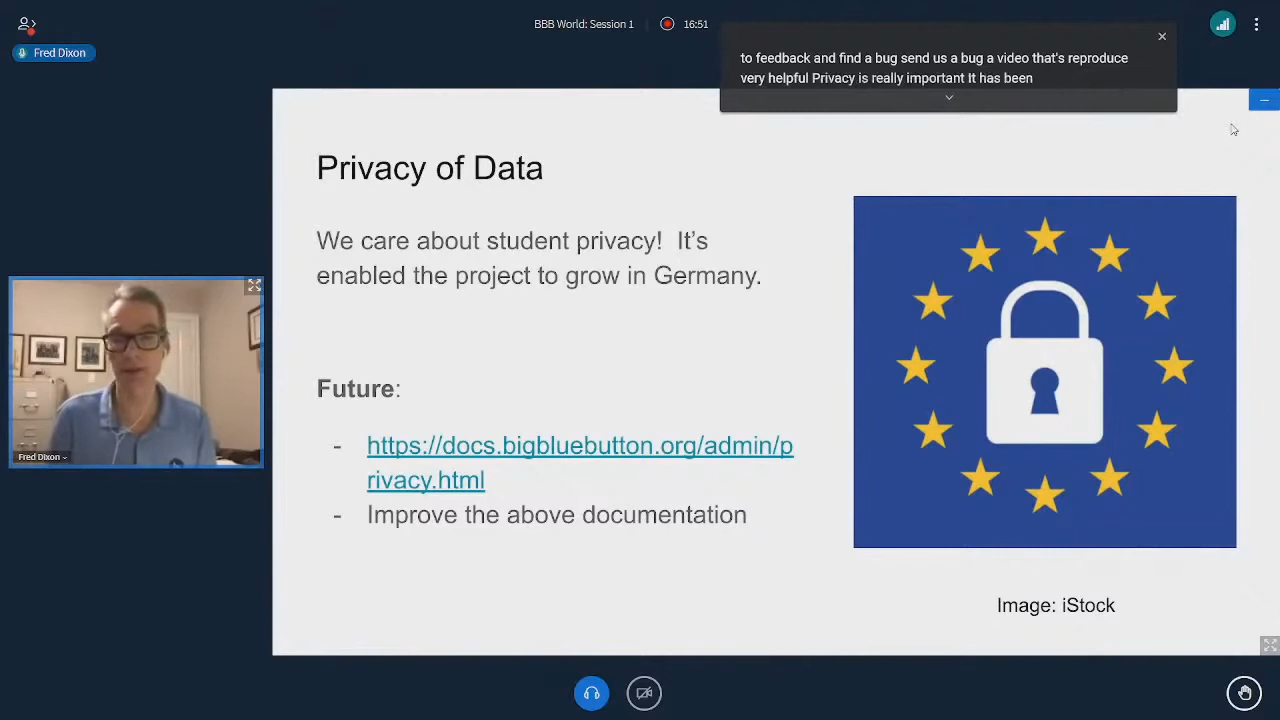 BBB World: Session 1
16:51
Fred Dixon
to feedback and find a bug send us a bug a video that's reproduce
very helpful Privacy is really important It has been
Privacy of Data
We care about student privacy!  It’s
enabled the project to grow in Germany.
Future:
- https://docs.bigbluebutton.org/admin/p
rivacy.html
- Improve the above documentation
Image: iStock
Fred Dixon